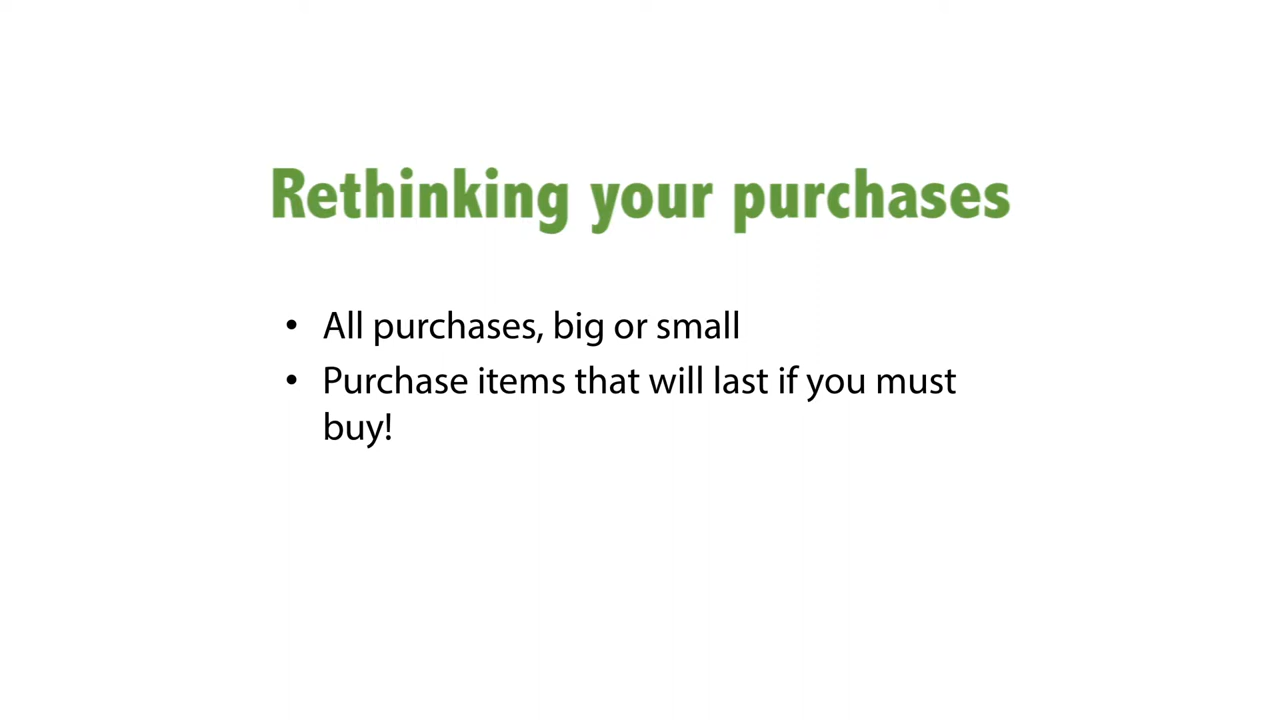 Rethinking your purchases
• All purchases, big or small
• Purchase items that will last if you must
buy!